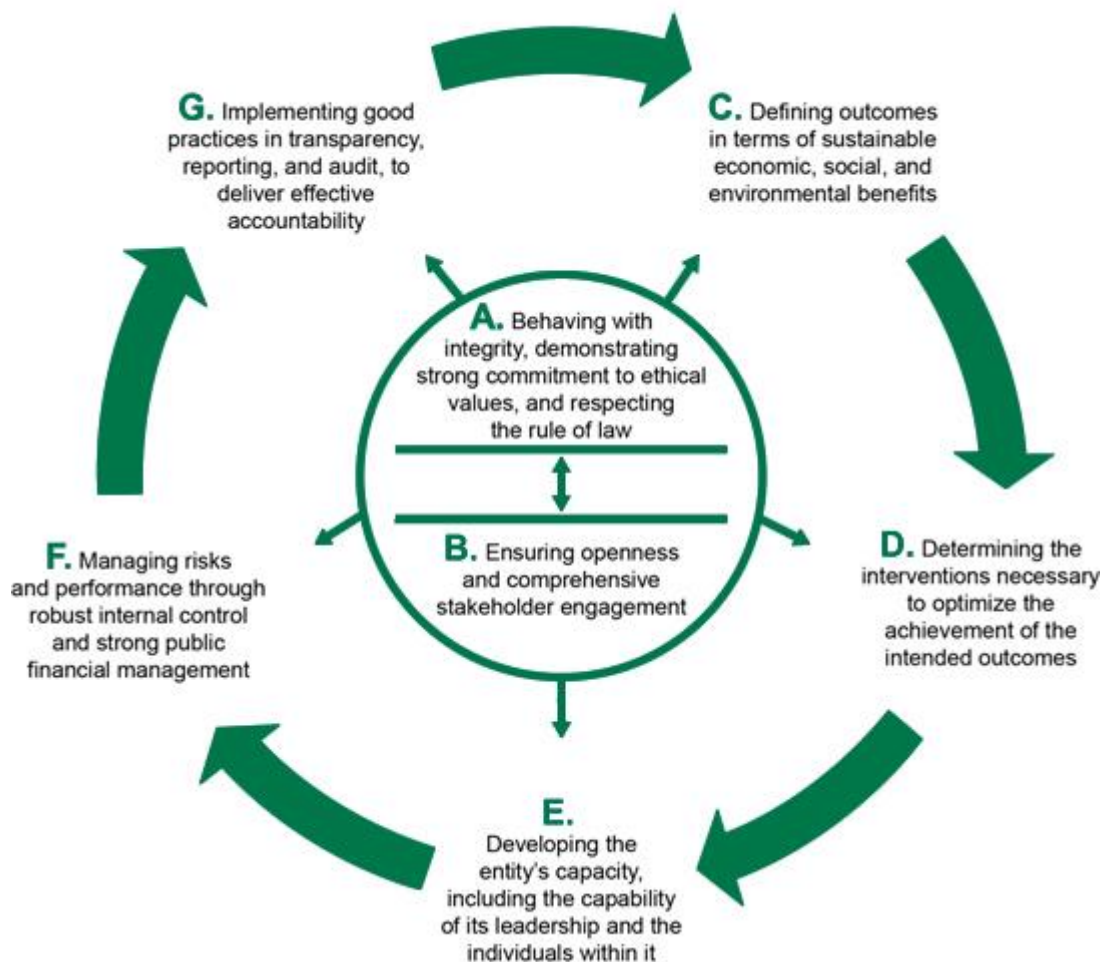 G. Implementing good
practices in transparency,
reporting, and audit, to
deliver effective
accountability
C. Defining outcomes
in terms of sustainable
economic, social, and
environmental benefits
A. Behaving with
integrity, demonstrating
strong commitment to ethical
values, and respecting
the rule of law
B. Ensuring openness
and comprehensive
stakeholder engagement
D. Determining the
interventions necessary
to optimize the
achievement of the
intended outcomes
F. Managing risks
and performance through
robust internal control
and strong public
financial management
E.
Developing the
entity's capacity,
including the capability
of its leadership and the
individuals within it